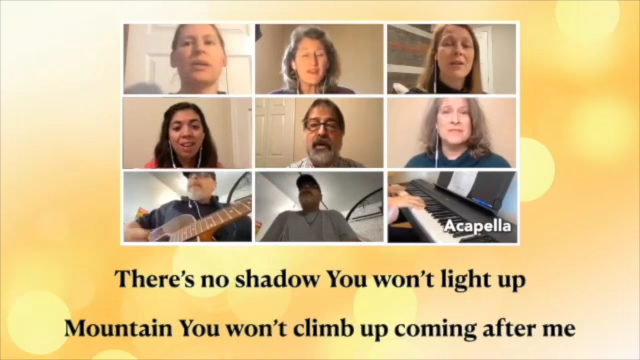 Acapella
There's no shadow You won't light up
Mountain You won't climb up coming after me